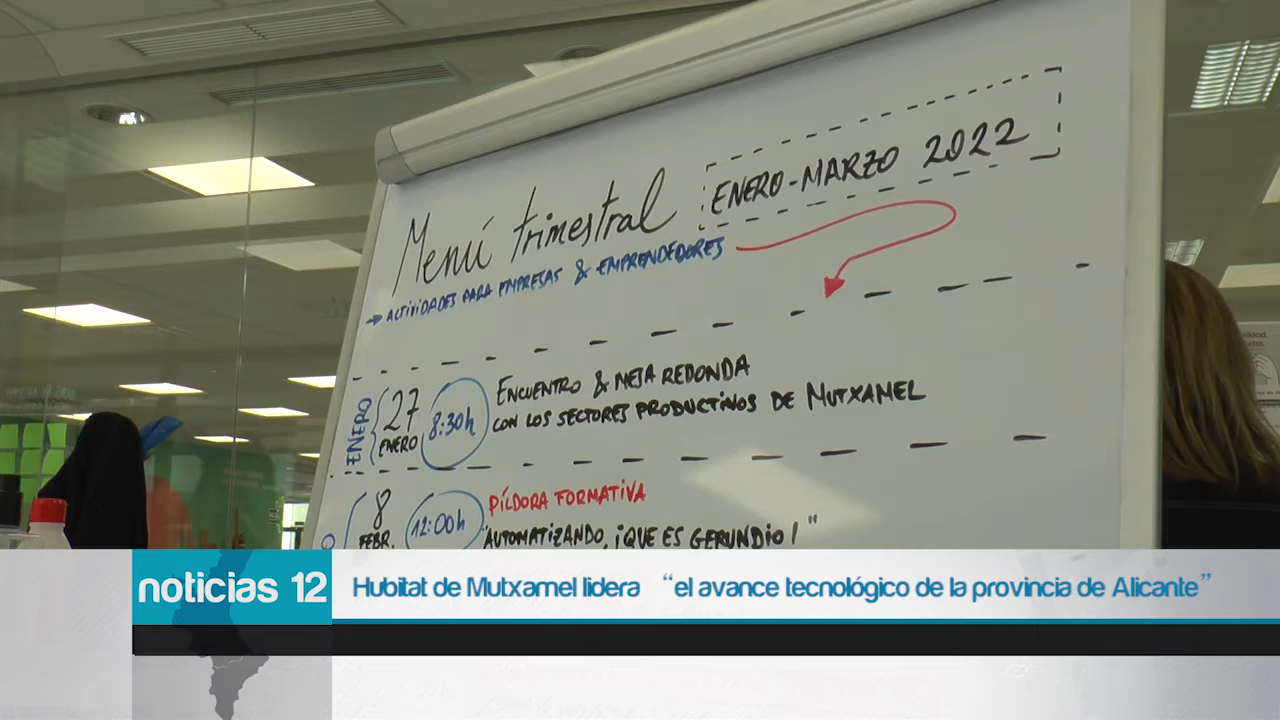 Menú trimestral
ENERO-MARZO 2022
→ ACTIVIDADES PARA EMPRESAS & EMPRENDEDORES
ENERO
27
ENERO
8:30h
ENCUENTRO & MESA REDONDA
CON LOS SECTORES PRODUCTIVOS DE MUTXAMEL
8
FEBR.
12:00h
PÍLDORA FORMATIVA
"AUTOMATIZANDO, ¡QUE ES GERUNDIO!"
noticias 12
Hubitat de Mutxamel lidera “el avance tecnológico de la provincia de Alicante”